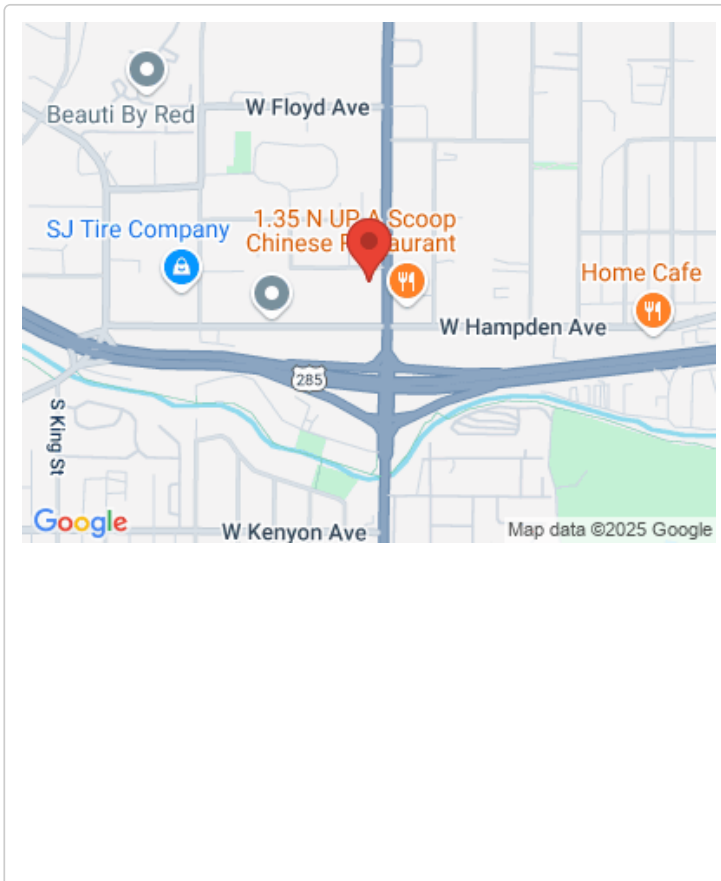 W Floyd Ave
Beauti By Red
1.35 N UP A Scoop
SJ Tire Company
Chinese R aurant
Home Cafe
W Hampden Ave
285
S King St
Google
W Kenyon Ave
Map data ©2025 Google